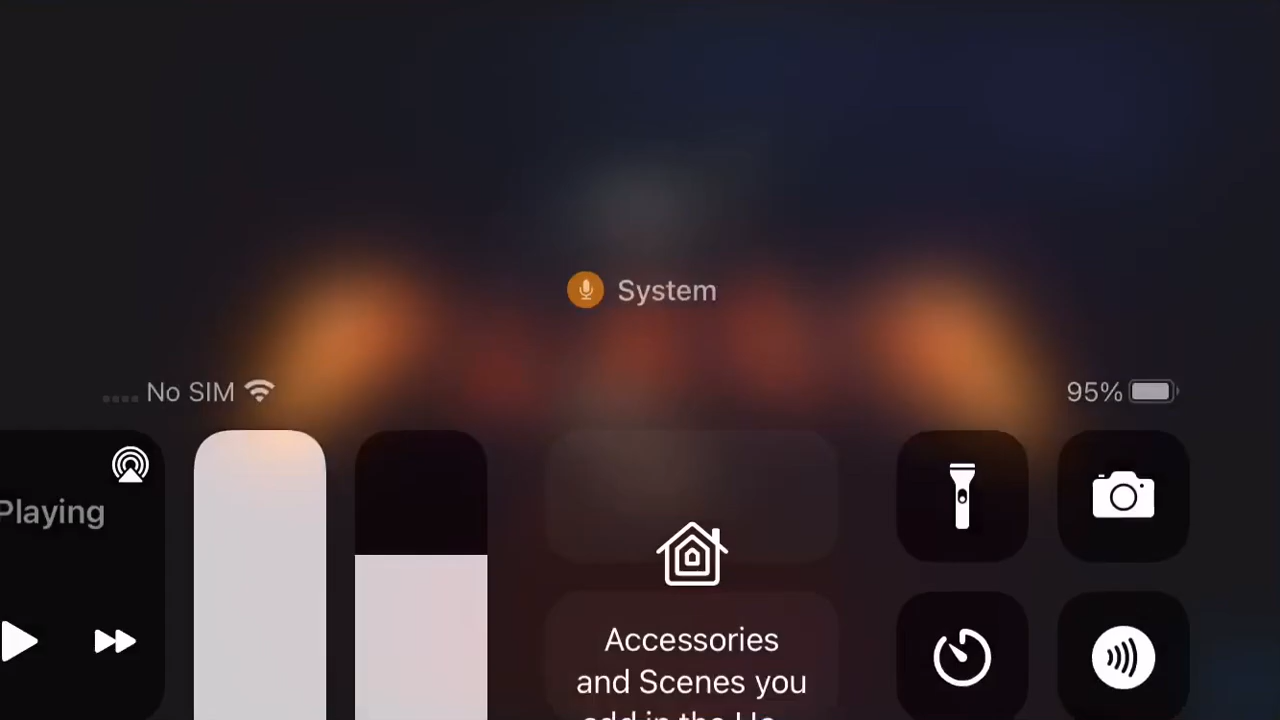 System
No SIM
95%
Playing
Accessories
and Scenes you